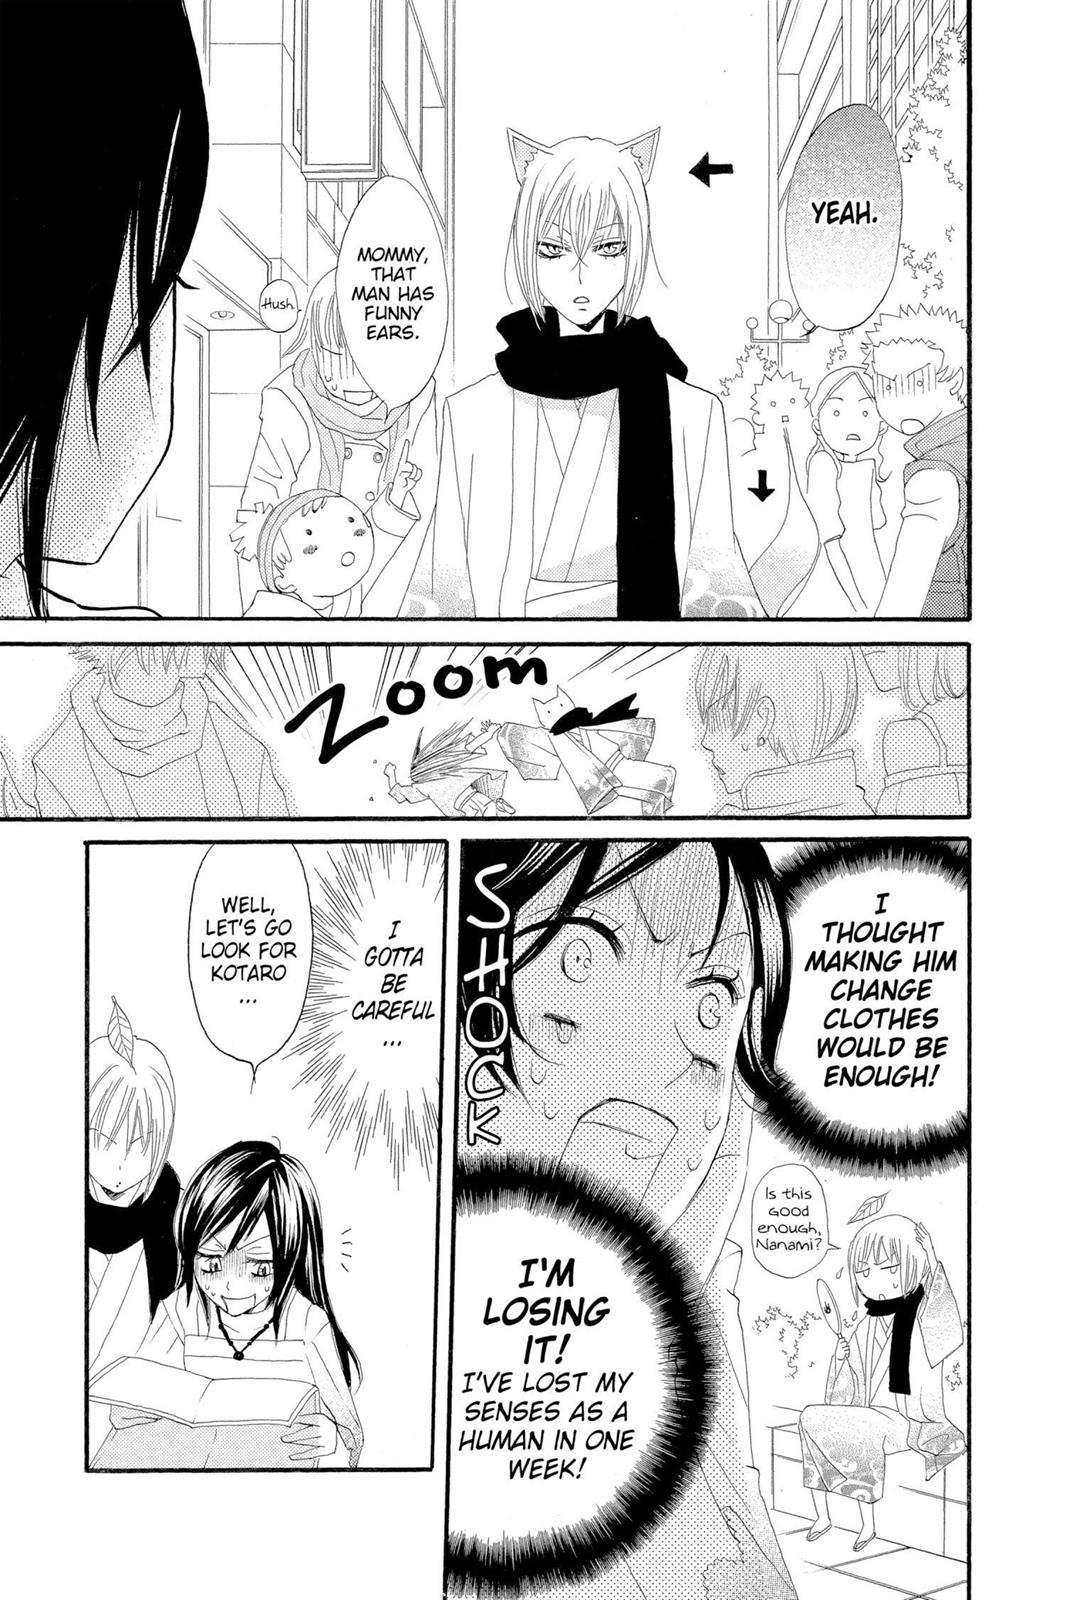 YEAH.
MOMMY,
THAT
MAN HAS
FUNNY
EARS.
Hush.
Zoom
I
THOUGHT
MAKING HIM
CHANGE
CLOTHES
WOULD BE
ENOUGH!
SHOCK
Is this
good
enough,
Nanami?
I'M
LOSING
IT!
I'VE LOST MY
SENSES AS A
HUMAN IN ONE
WEEK!
I
GOTTA
BE
CAREFUL
...
WELL,
LET'S GO
LOOK FOR
KOTARO
...